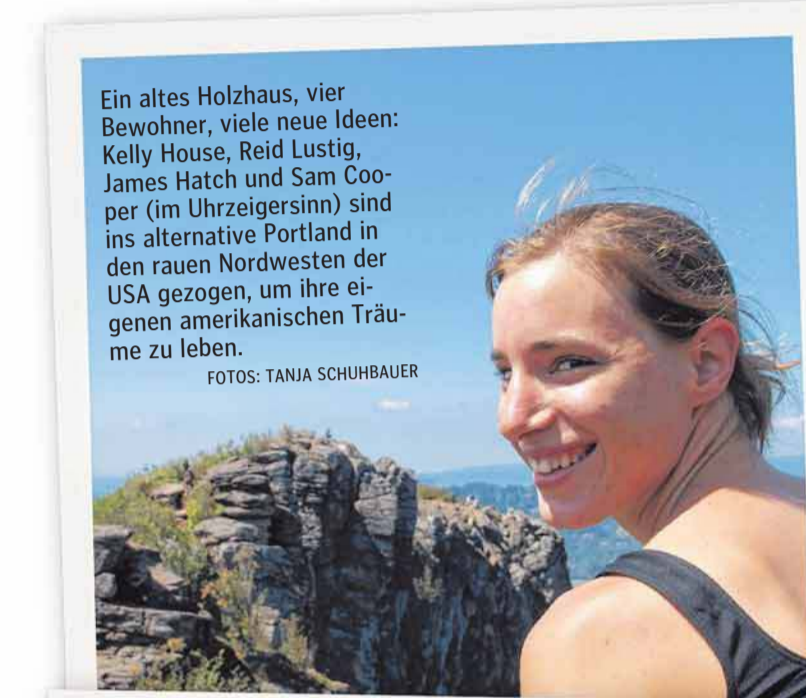 Ein altes Holzhaus, vier
Bewohner, viele neue Ideen:
Kelly House, Reid Lustig,
James Hatch und Sam Coo-
per (im Uhrzeigersinn) sind
ins alternative Portland in
den rauen Nordwesten der
USA gezogen, um ihre ei-
genen amerikanischen Träu-
me zu leben.
FOTOS: TANJA SCHUHBAUER